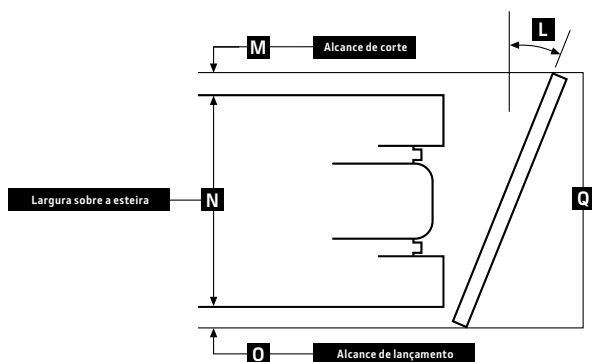 L
M Alcance de corte
Largura sobre a esteira N Q
O Alcance de lançamento